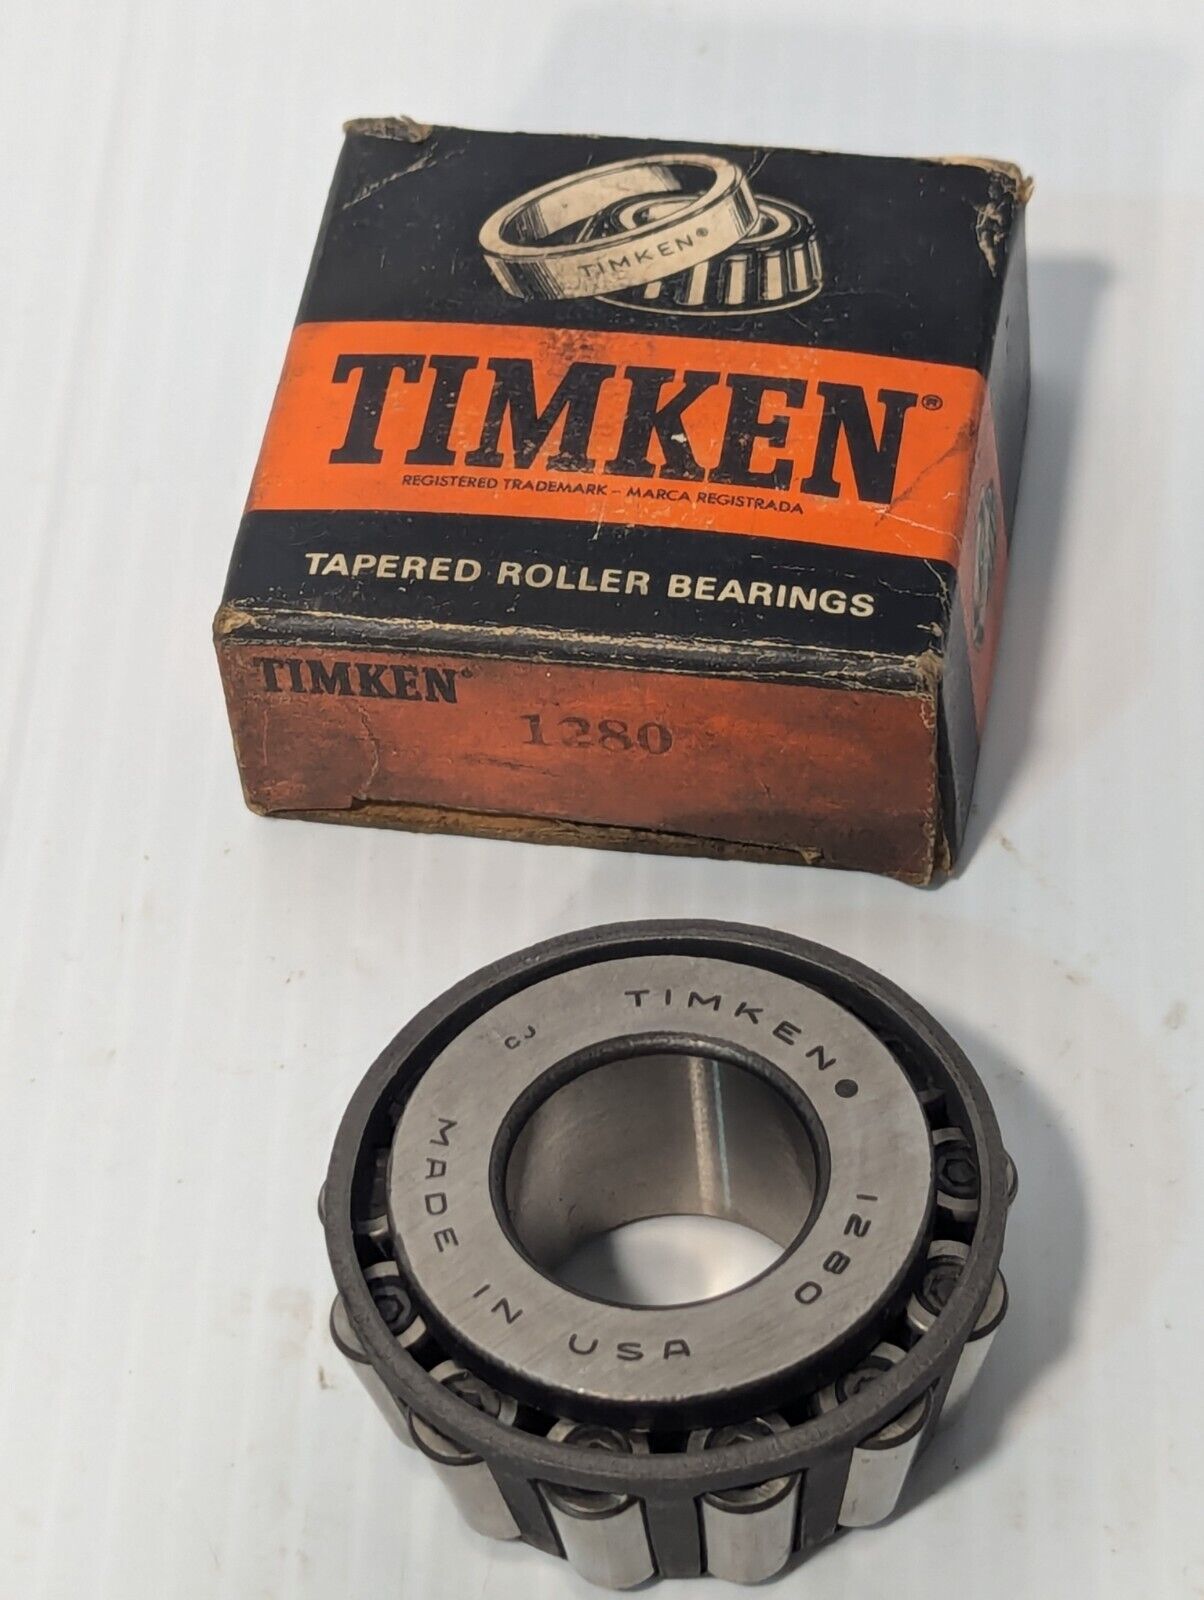 TIMKEN®
TIMKEN®
REGISTERED TRADEMARK – MARCA REGISTRADA
TAPERED ROLLER BEARINGS
TIMKEN®
1280
TIMKEN® 1280
CJ
MADE IN USA